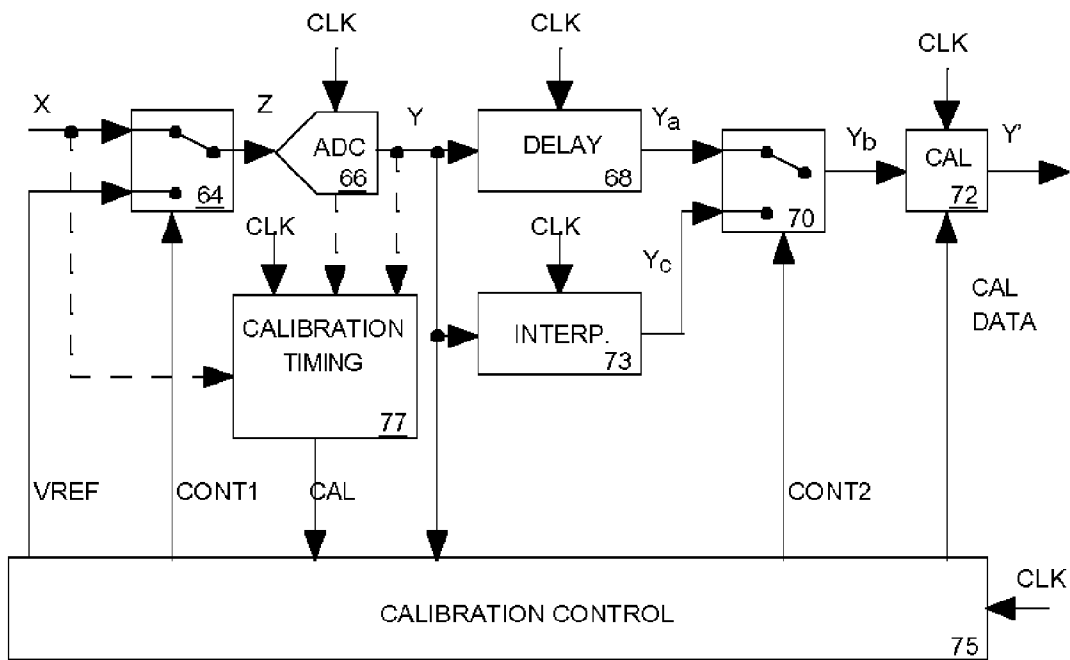 CLK
CLK
CLK
X
Z
Y
Ya
Yb
Y'
ADC
66
DELAY
68
CAL
72
64
70
CLK
CLK
Yc
CALIBRATION
TIMING
77
INTERP.
73
CAL
DATA
VREF
CONT1
CAL
CONT2
CLK
CALIBRATION CONTROL
75